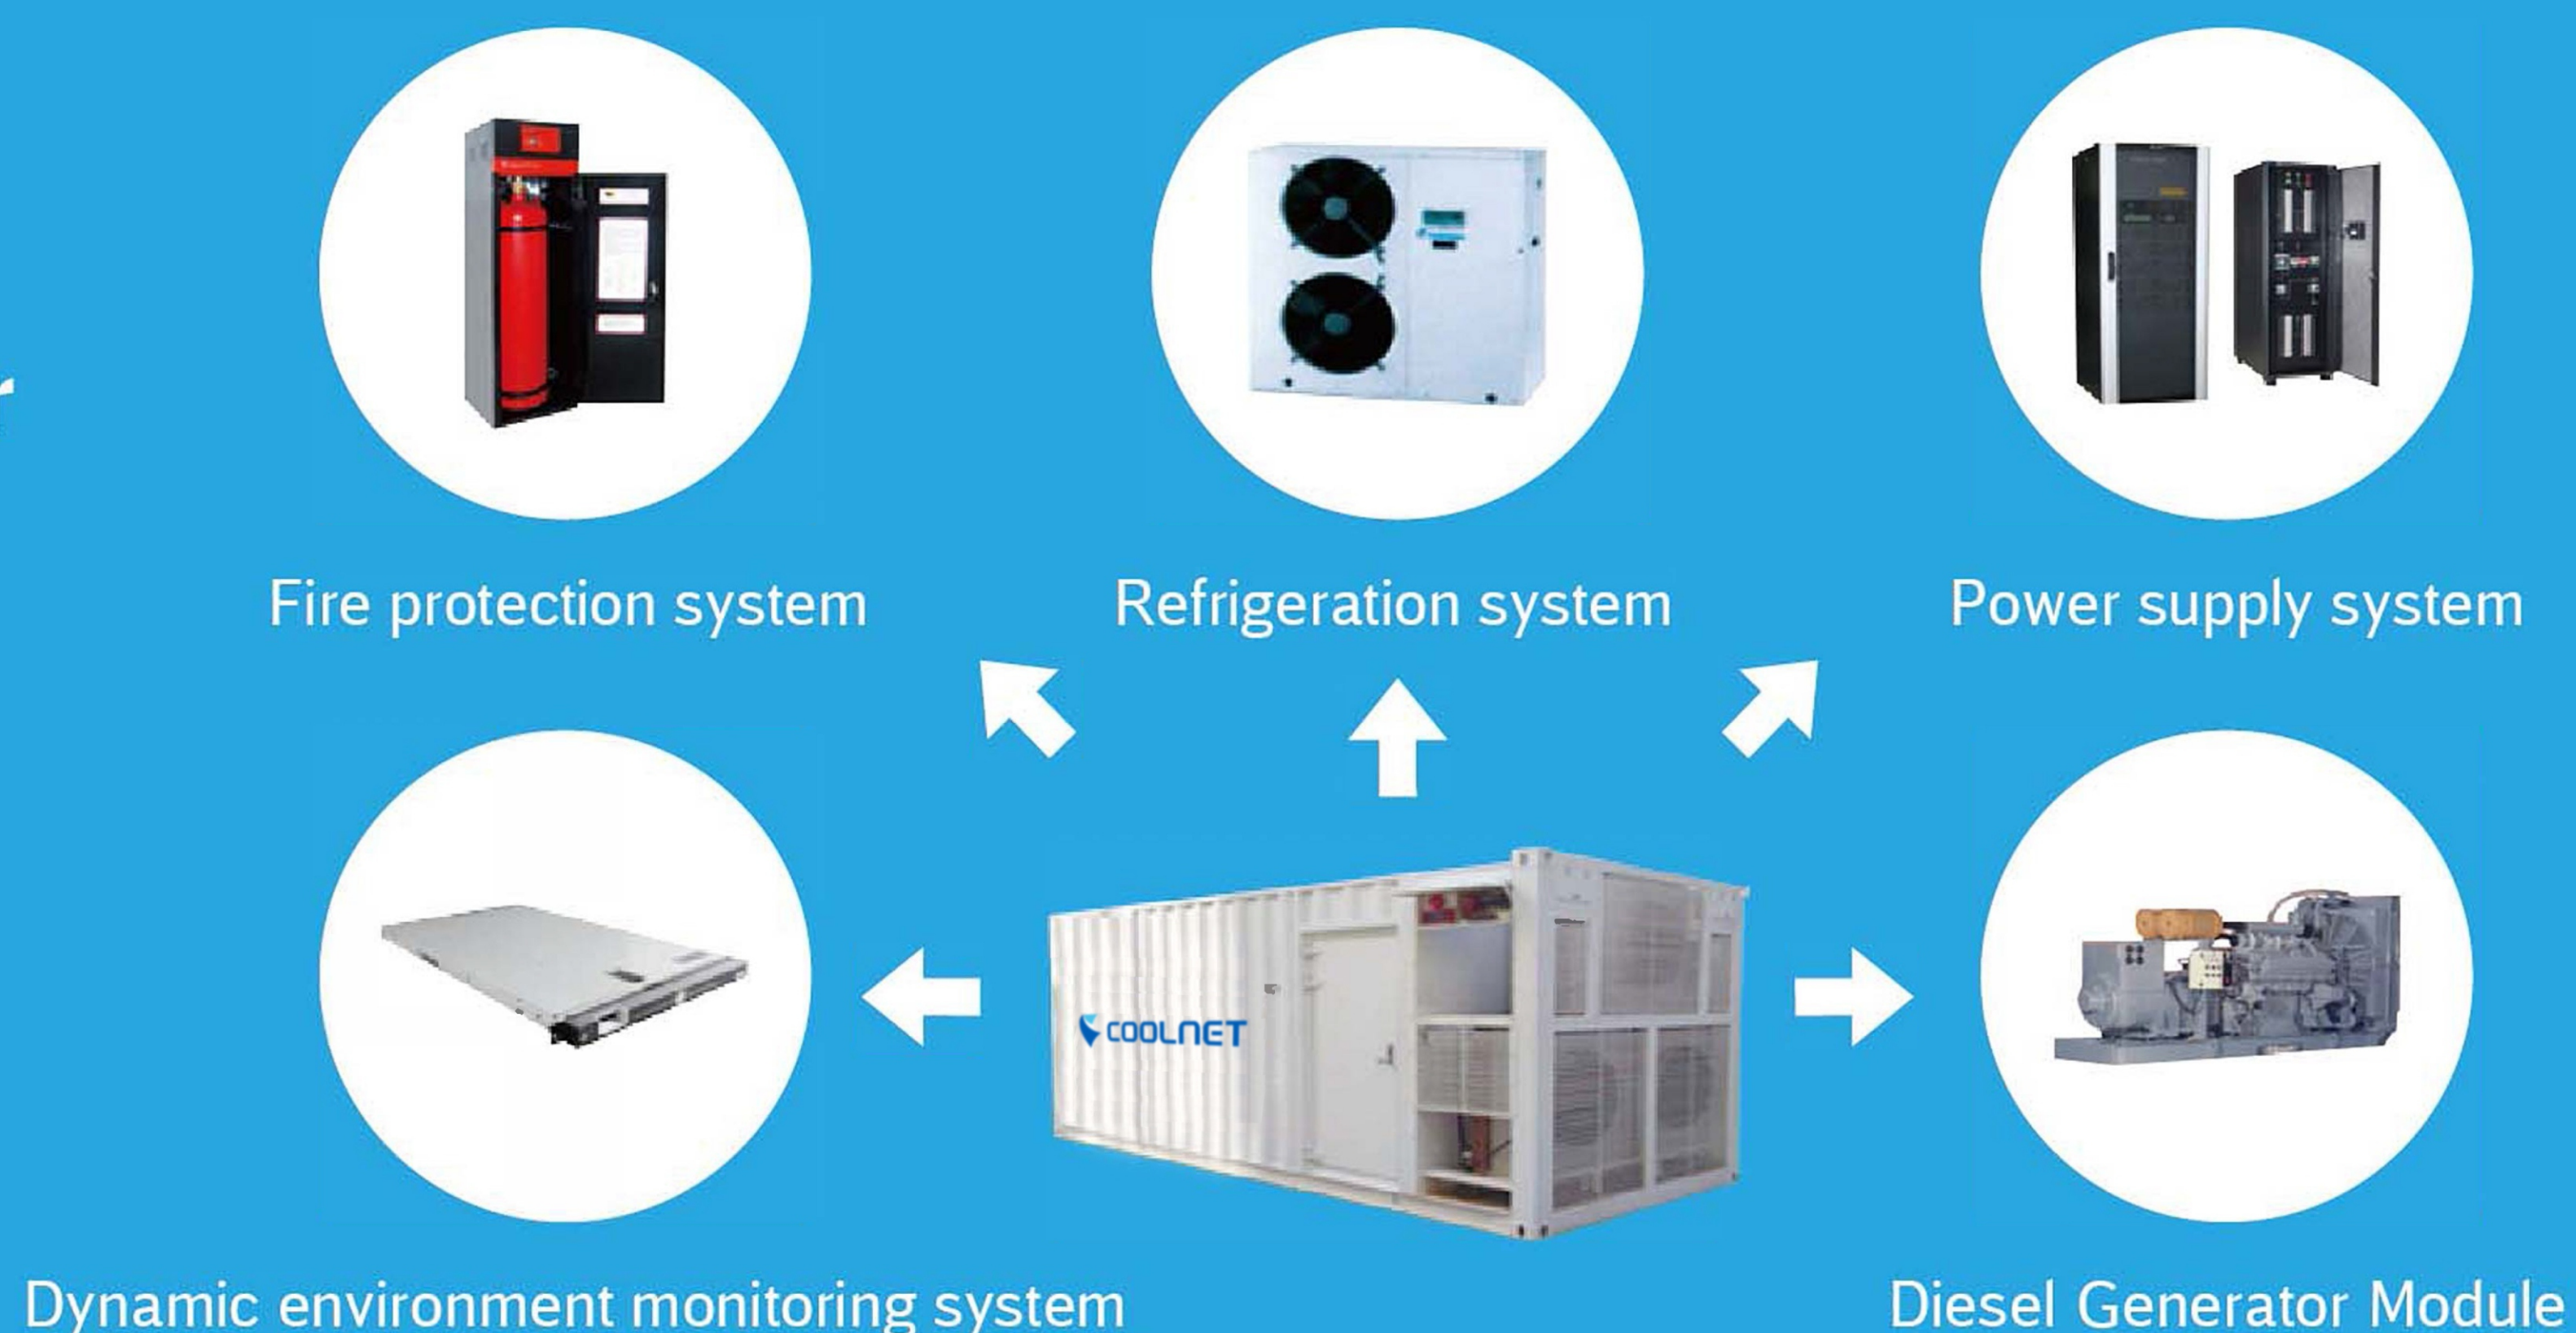 Fire protection system
Refrigeration system
Power supply system
COOLNET
Dynamic environment monitoring system
Diesel Generator Module